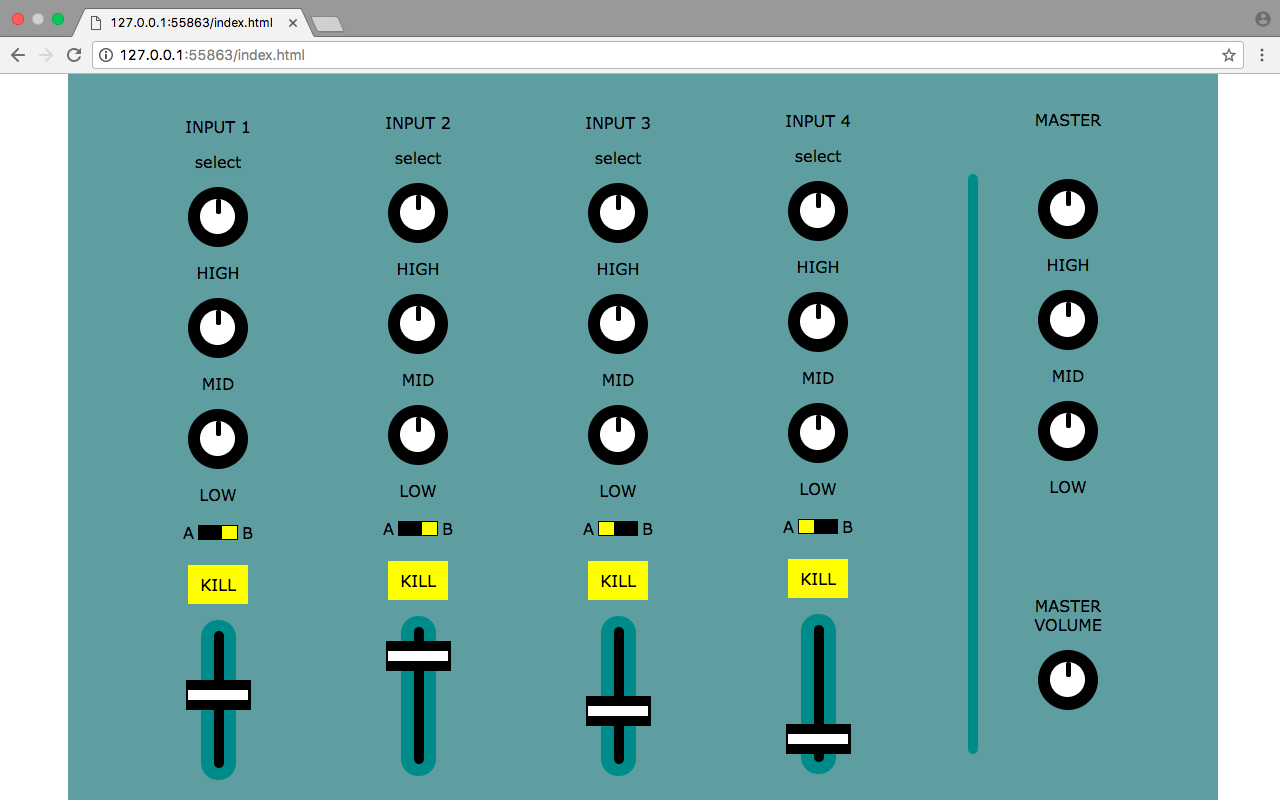 127.0.0.1:55863/index.html
127.0.0.1:55863/index.html
INPUT 1
select
HIGH
MID
LOW
A B
KILL
INPUT 2
select
HIGH
MID
LOW
A B
KILL
INPUT 3
select
HIGH
MID
LOW
A B
KILL
INPUT 4
select
HIGH
MID
LOW
A B
KILL
MASTER
HIGH
MID
LOW
MASTER
VOLUME